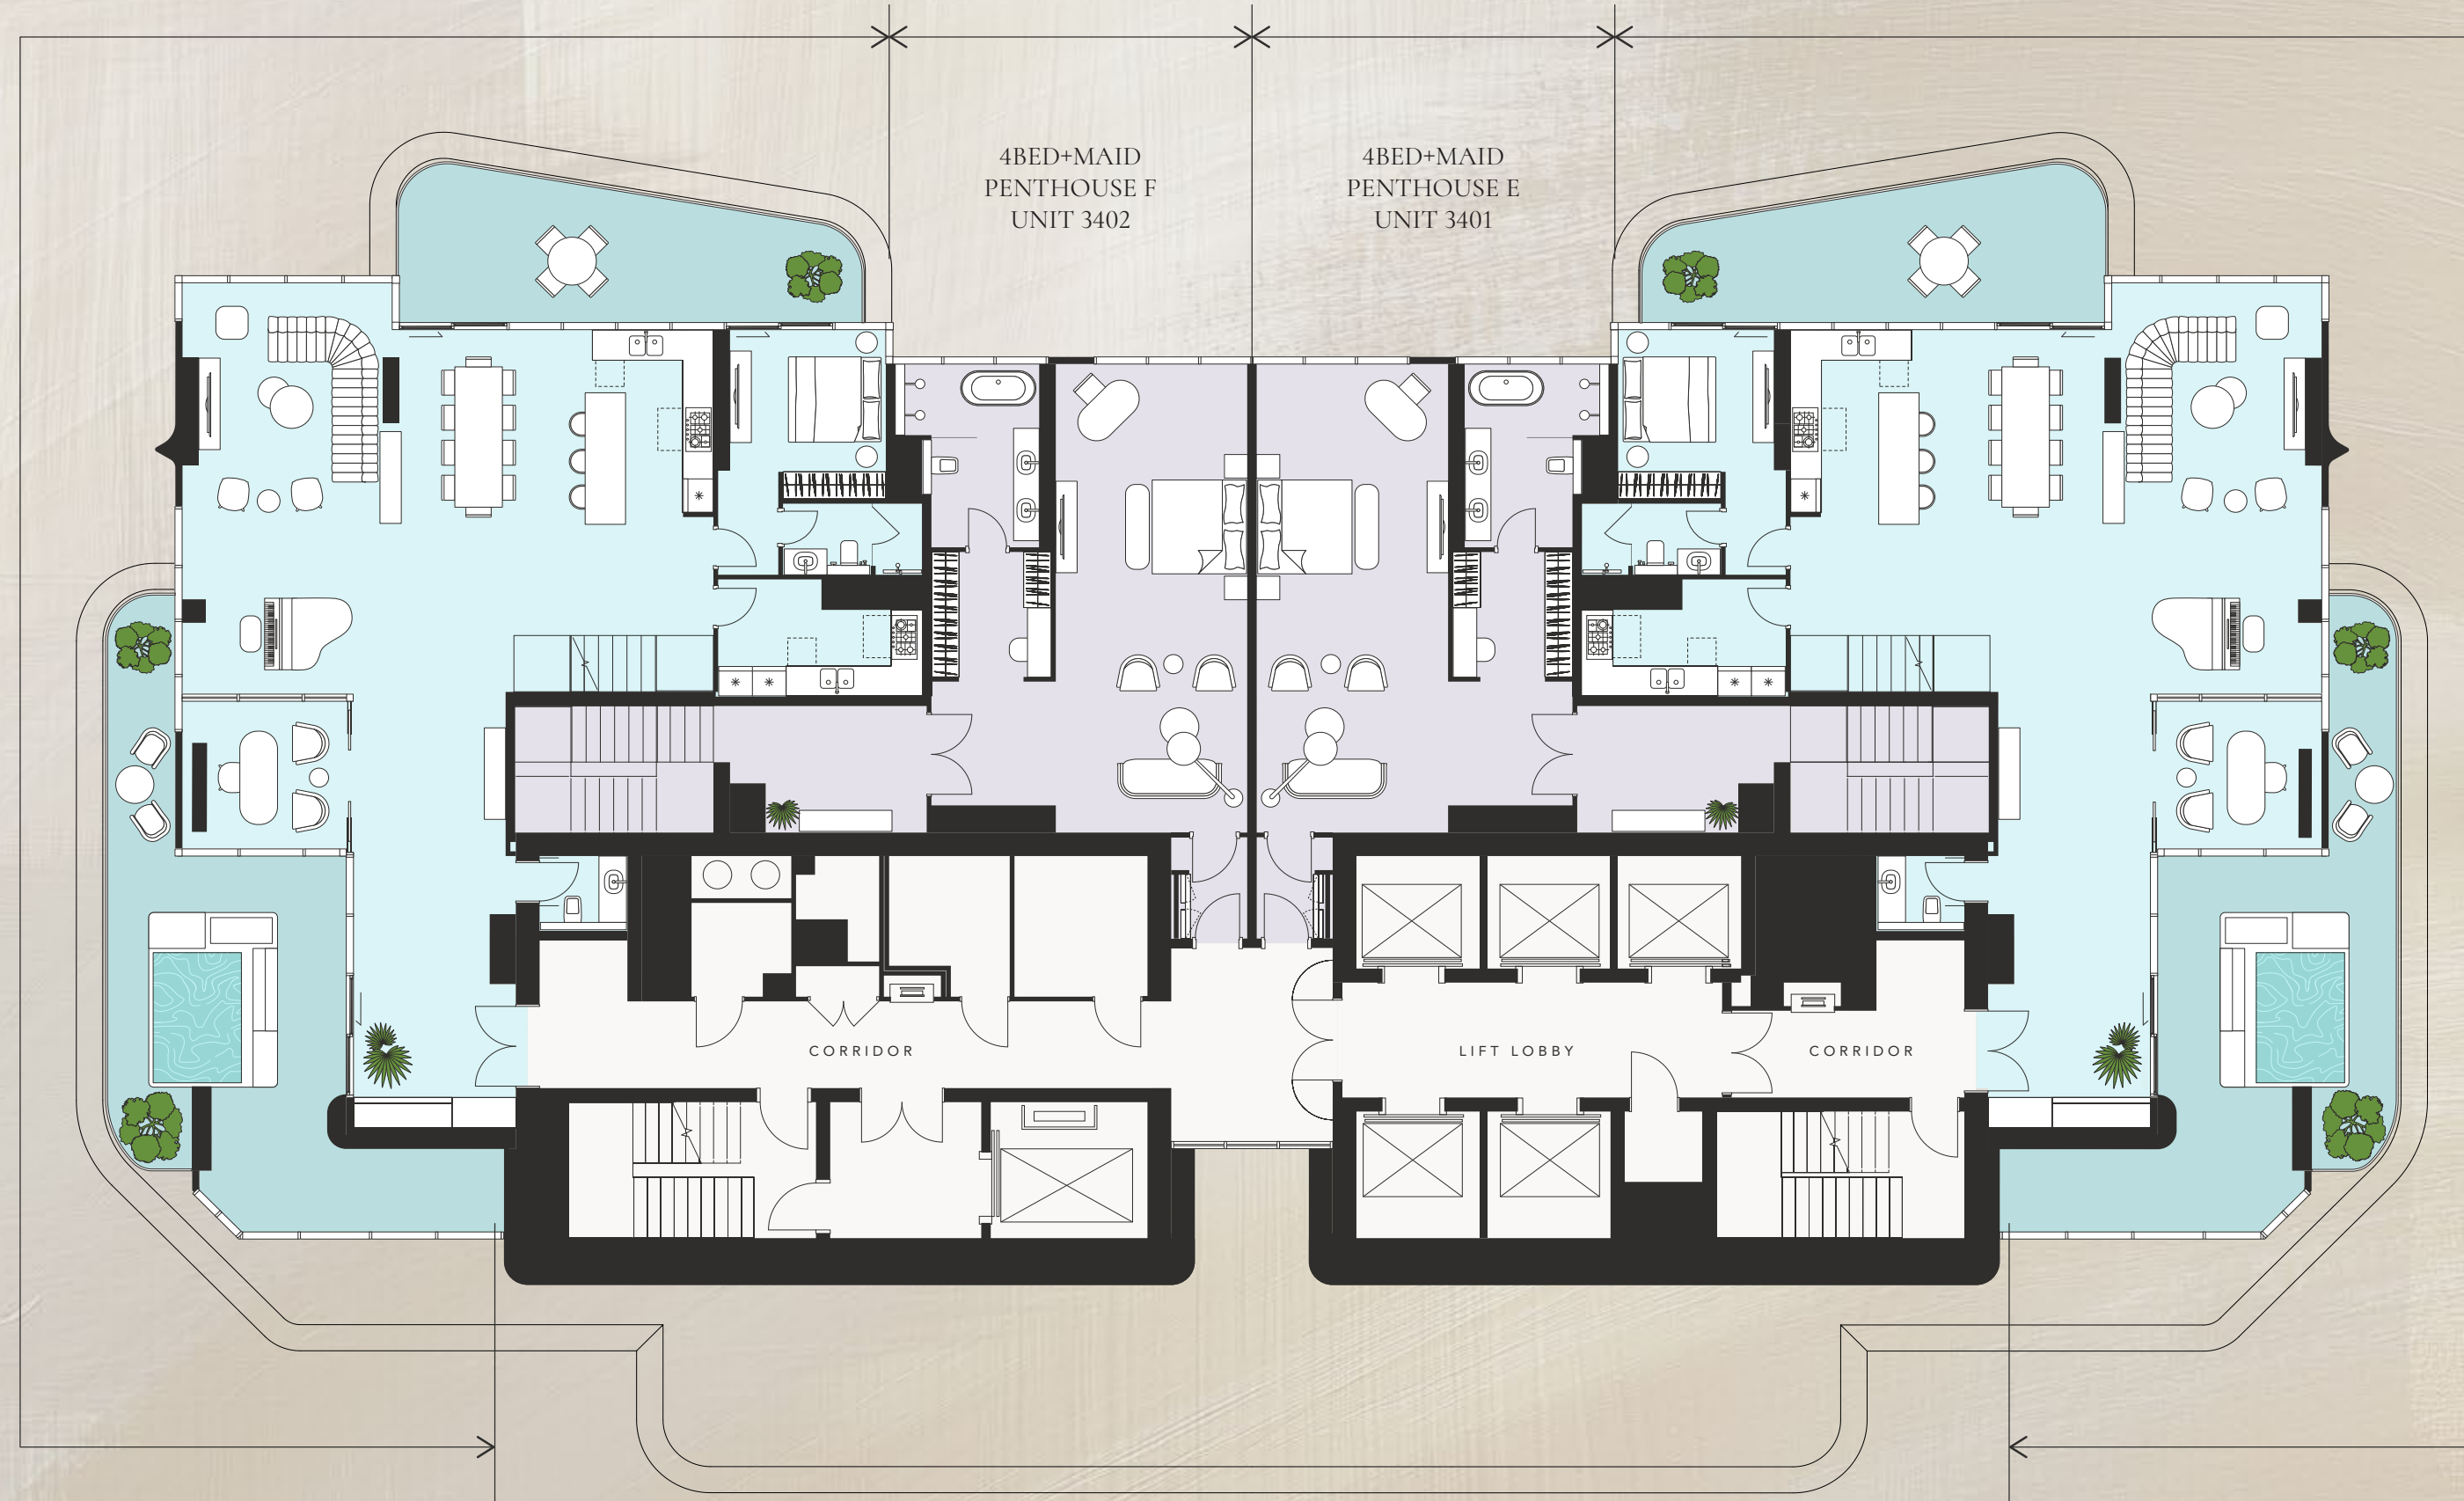 4BED+MAID
PENTHOUSE F
UNIT 3402
4BED+MAID
PENTHOUSE E
UNIT 3401
CORRIDOR
LIFT LOBBY
CORRIDOR